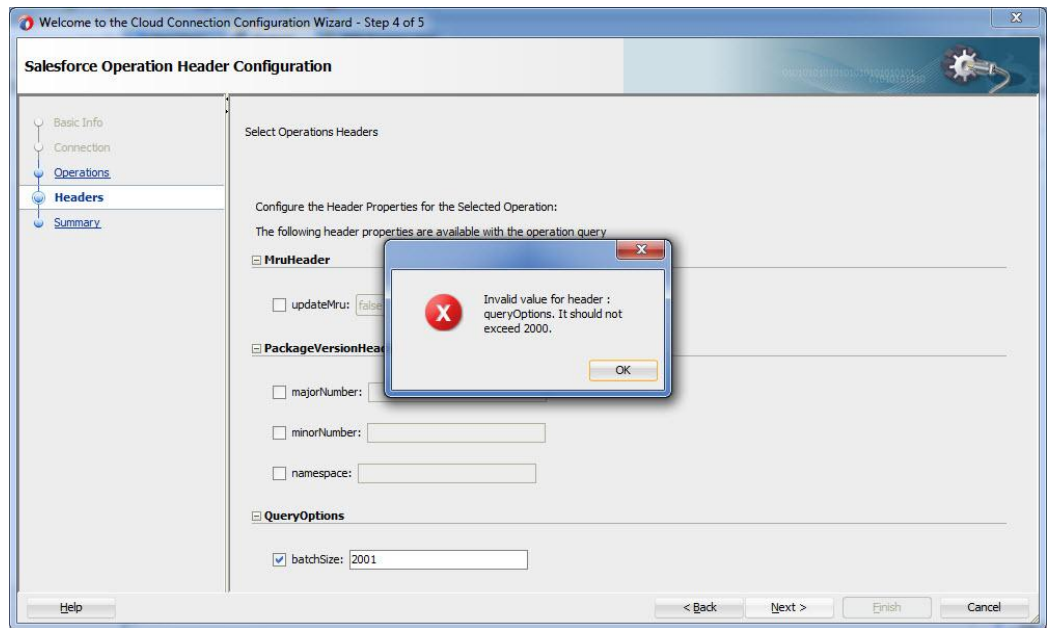 Welcome to the Cloud Connection Configuration Wizard - Step 4 of 5
Salesforce Operation Header Configuration
Basic Info
Connection
Operations
Headers
Summary
Select Operations Headers
Configure the Header Properties for the Selected Operation:
The following header properties are available with the operation query
MruHeader
updateMru: false
Invalid value for header :
queryOptions. It should not
exceed 2000.
OK
PackageVersionHead
majorNumber:
minorNumber:
namespace:
QueryOptions
batchSize: 2001
Help
< Back
Next >
Finish
Cancel